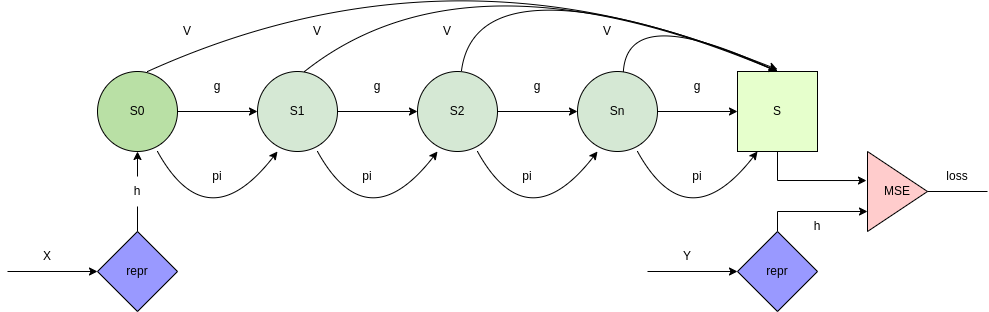 V V V V
g g g g g
S0 S1 S2 Sn S
pi pi pi pi
h
MSE
loss
X
repr
Y
repr
h